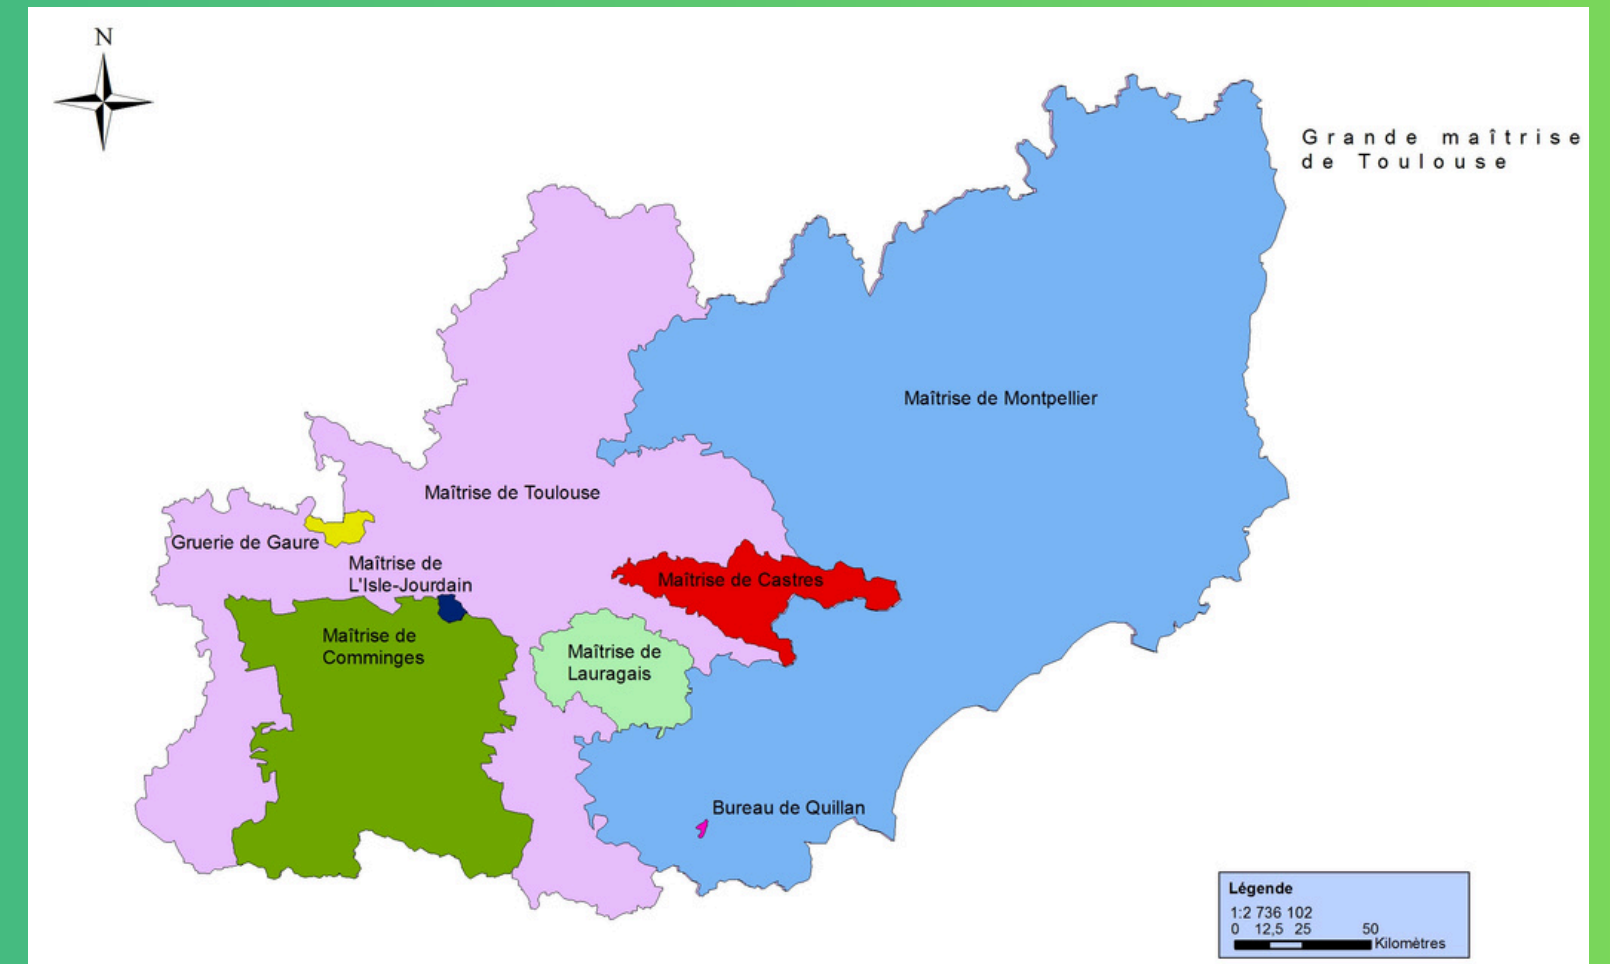 N
Grande maîtrise
de Toulouse
Maîtrise de Montpellier
Maîtrise de Toulouse
Gruerie de Gaure
Maîtrise de
L'Isle-Jourdain
Maîtrise de Castres
Maîtrise de
Comminges
Maîtrise de
Lauragais
Bureau de Quillan
Légende
1:2 736 102
0 12,5 25 50
Kilomètres